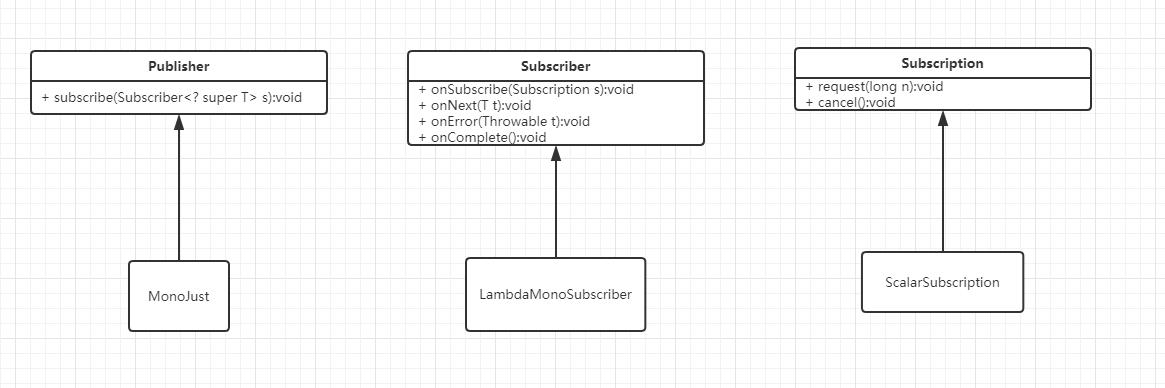 Publisher
+ subscribe(Subscriber<? super T> s):void
MonoJust
Subscriber
+ onSubscribe(Subscription s):void
+ onNext(T t):void
+ onError(Throwable t):void
+ onComplete():void
LambdaMonoSubscriber
Subscription
+ request(long n):void
+ cancel():void
ScalarSubscription